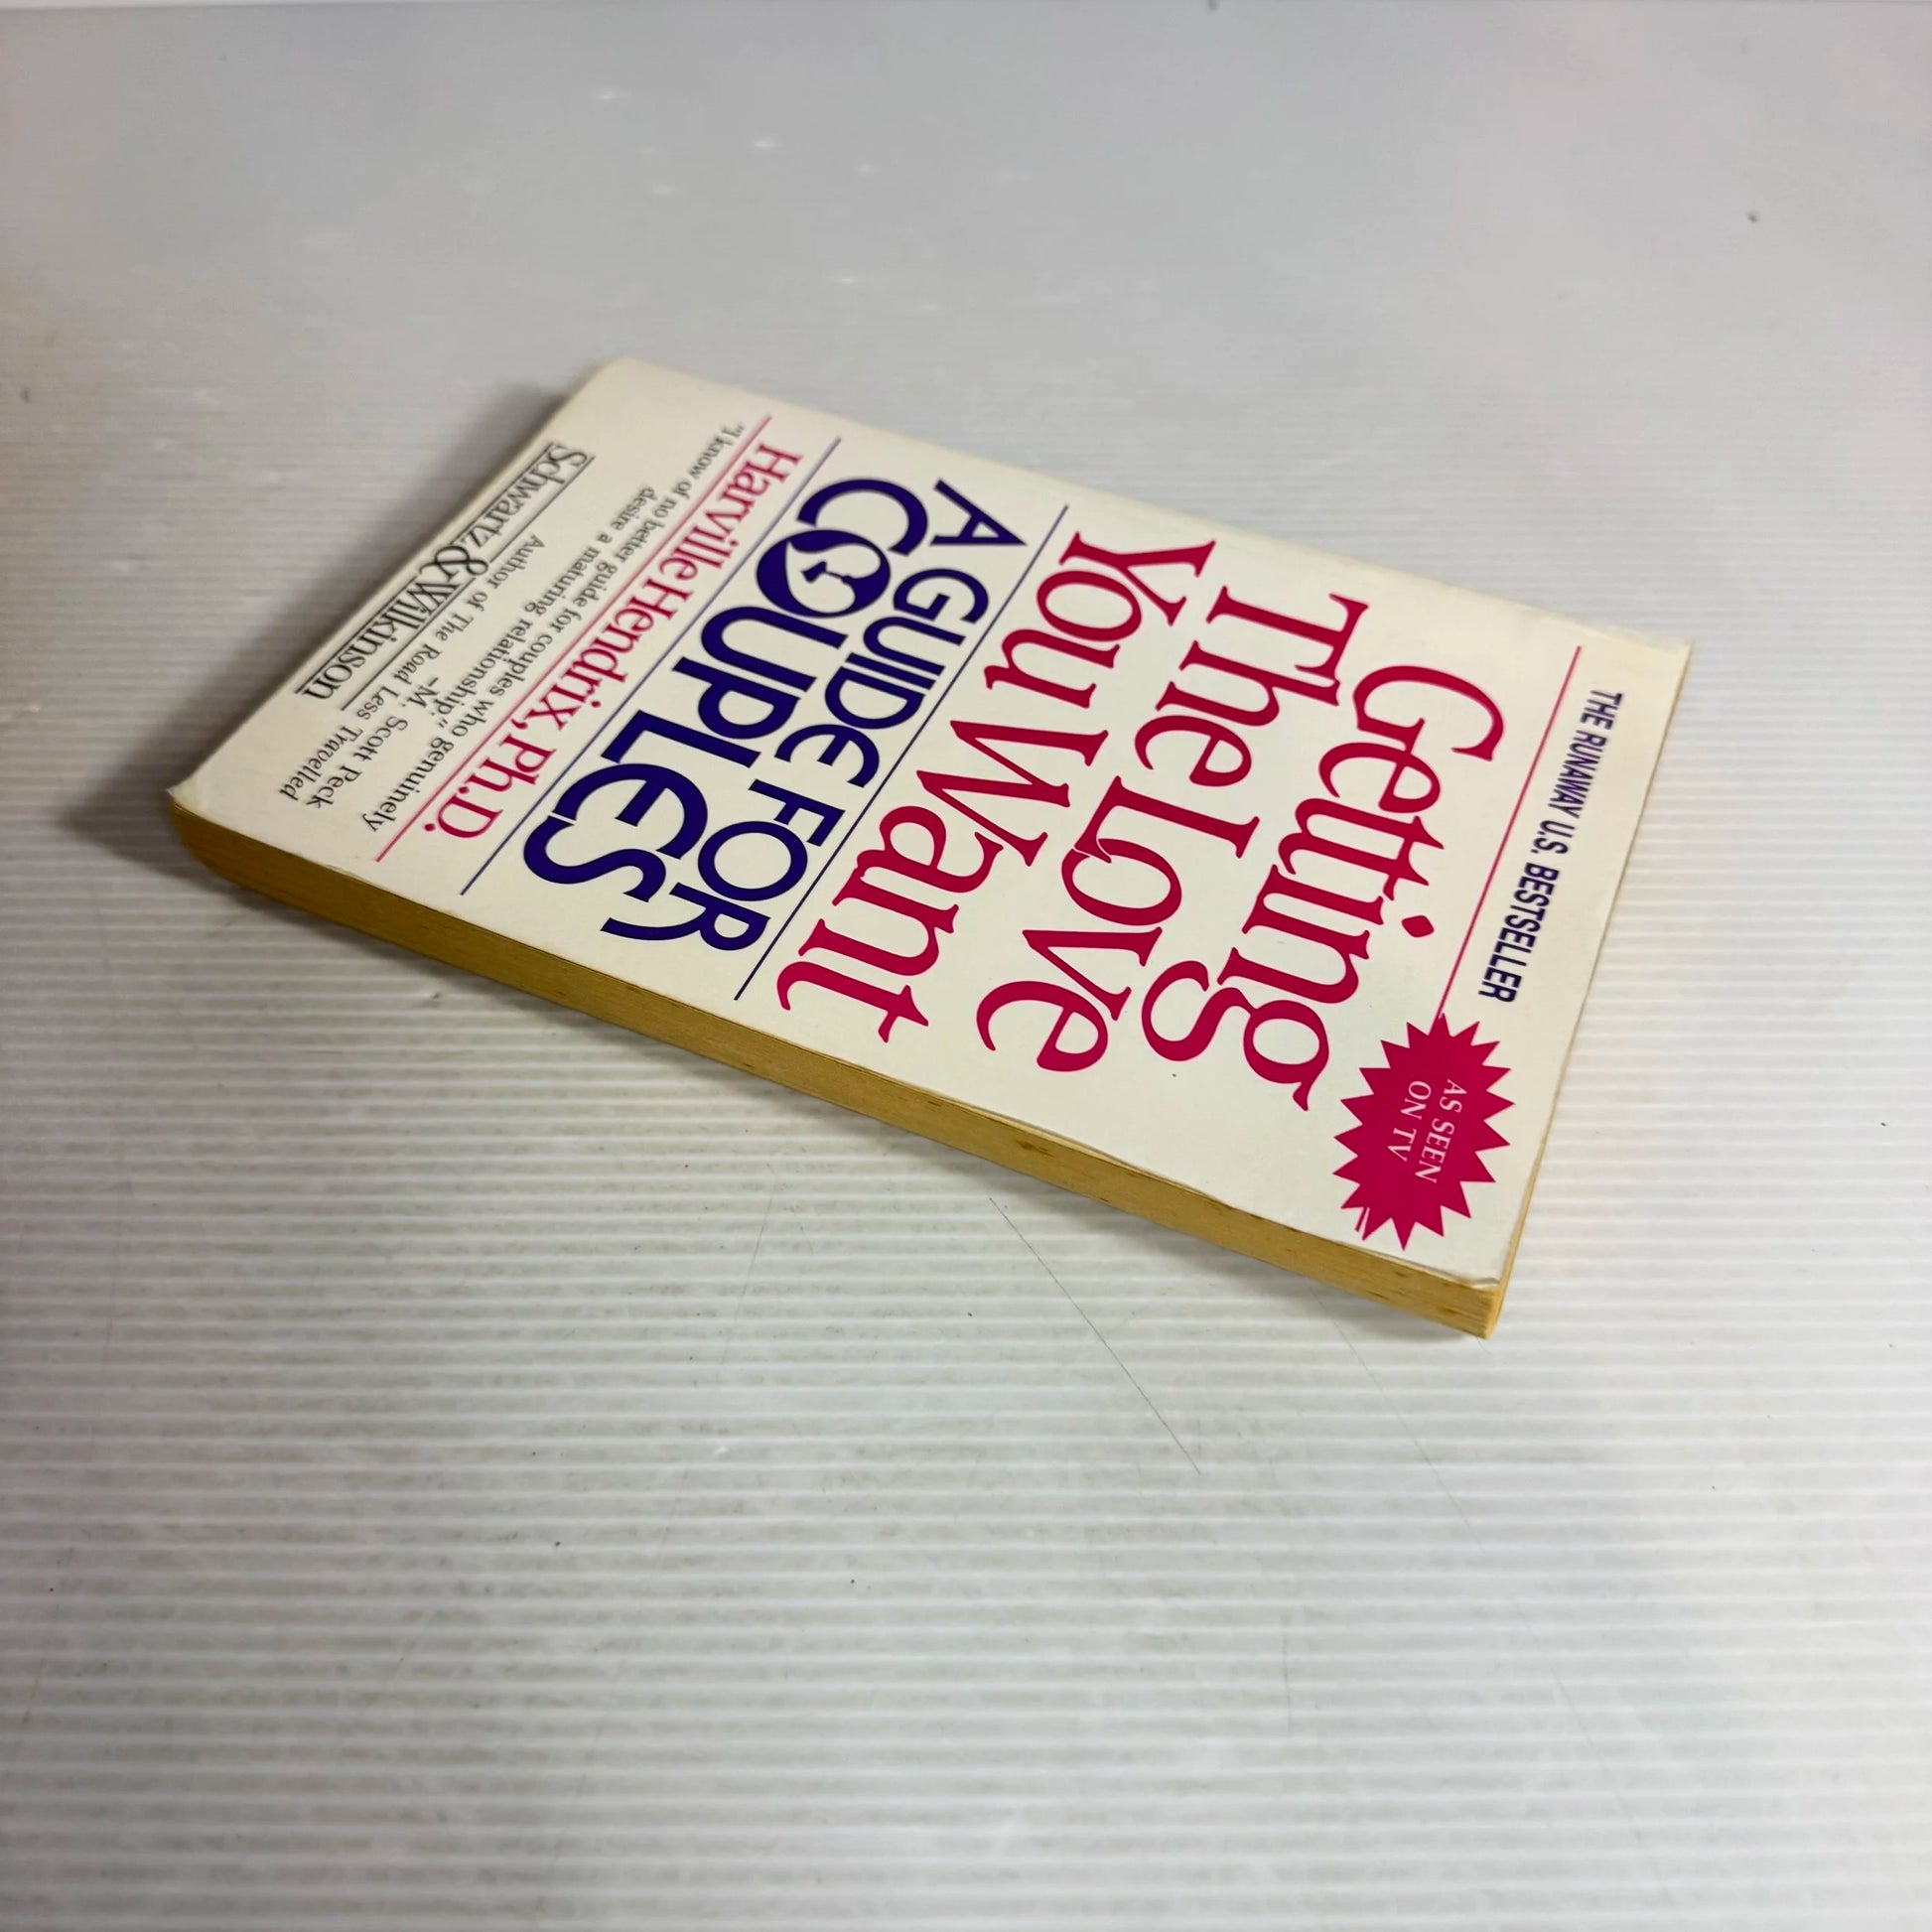 THE RUNAWAY U.S. BESTSELLER
AS SEEN
ON TV
Getting
The Love
You Want
A GUIDE FOR
COUPLES
Harville Hendrix, Ph.D.
"I know of no better guide for couples who genuinely
desire a maturing relationship."
-M. Scott Peck
Author of The Road Less Travelled
Schwartz & Wilkinson